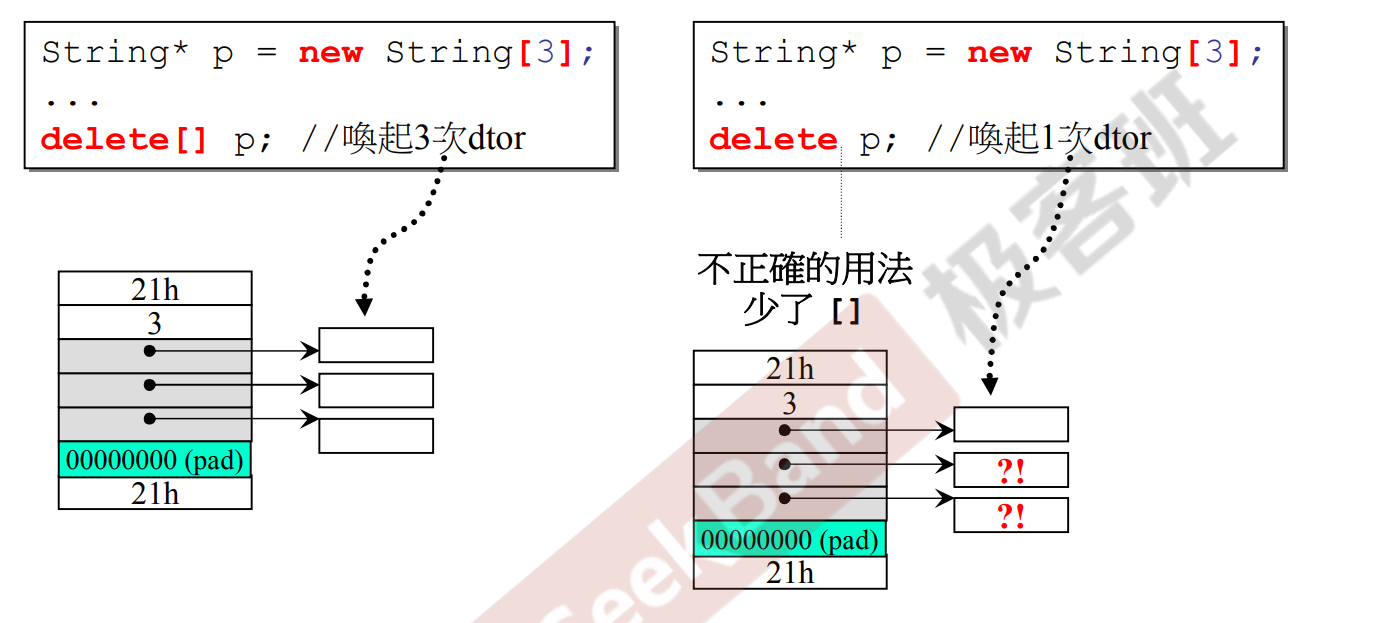 String* p = new String[3];
...
delete[] p; //喚起3次dtor
21h
3
00000000 (pad)
21h
String* p = new String[3];
...
delete p; //喚起1次dtor
不正確的用法
少了 []
21h
3
?!
?!
00000000 (pad)
21h
SeekBand
极客班